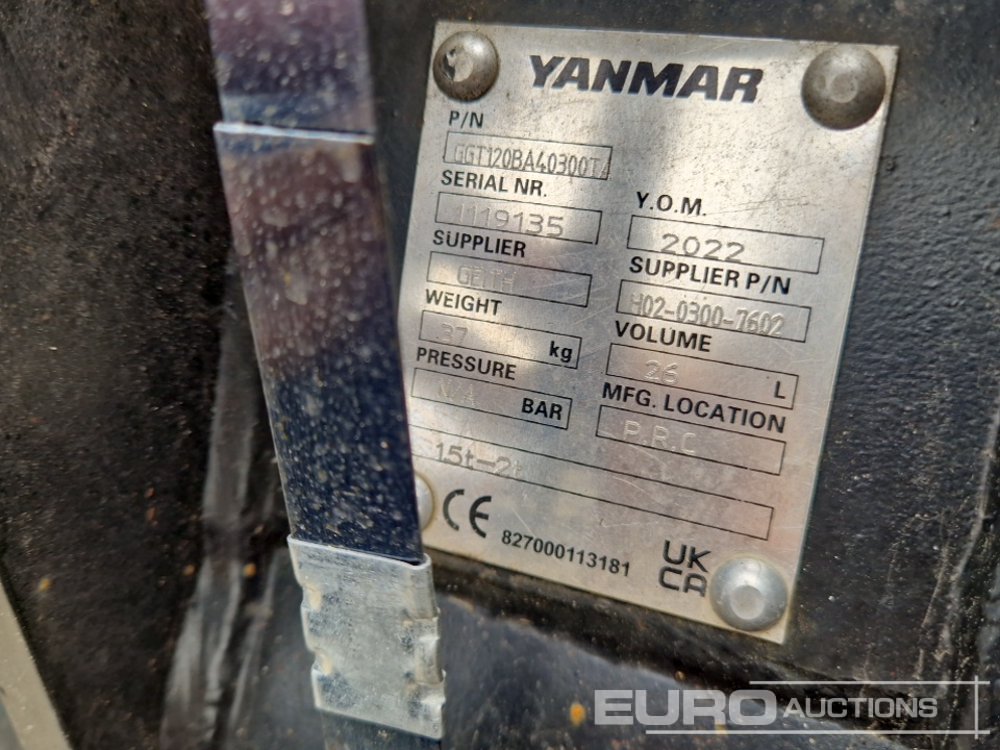 YANMAR
P/N
GGT120BA40300T
SERIAL NR.
1119135
Y.O.M.
2022
SUPPLIER
GEITH
SUPPLIER P/N
H02-0300-7602
WEIGHT
37 kg
VOLUME
26 L
PRESSURE
BAR
MFG. LOCATION
P.R.C
15t-2t
CE
827000113181
UK
CA
EURO AUCTIONS